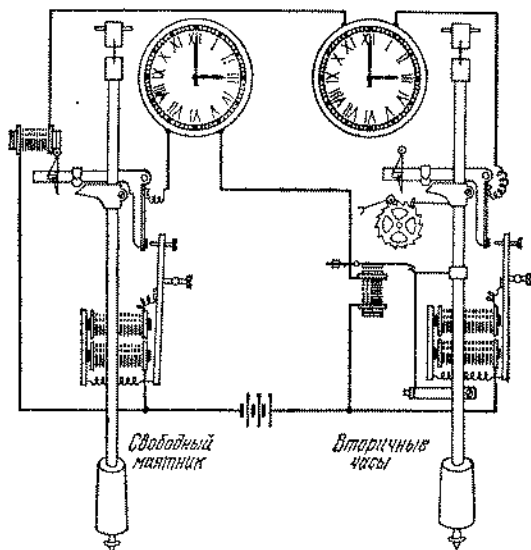 Свободный
маятник
Вторичные
часы